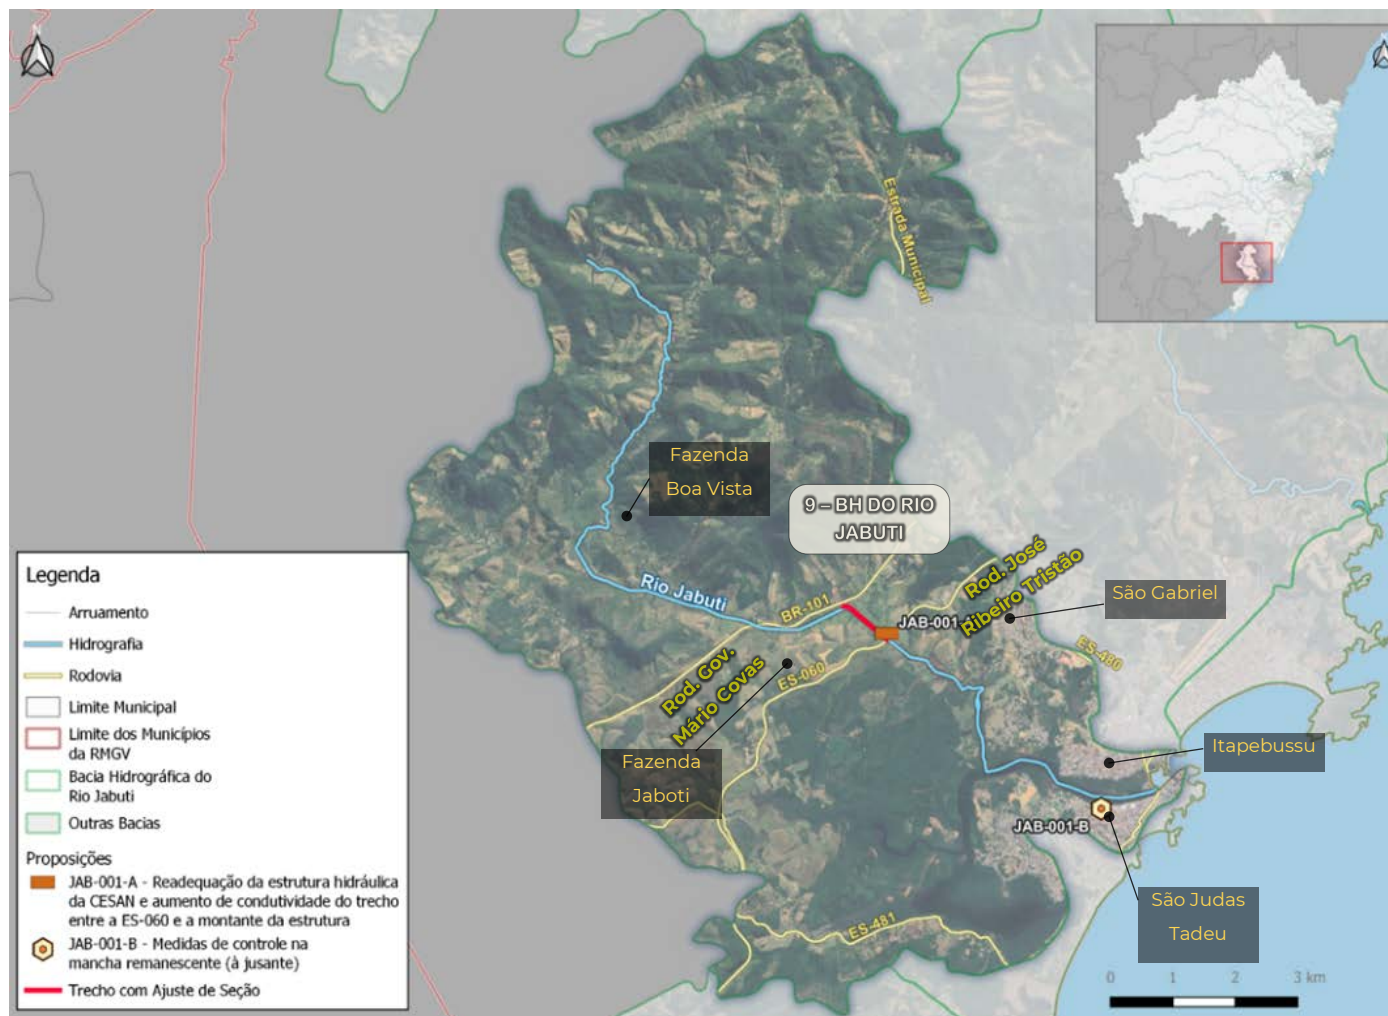 N
Estrada Municipal
Fazenda
Boa Vista
9 – BH DO RIO
JABUTI
Rio Jabuti
BR-101
Rod. José
Ribeiro Tristão
São Gabriel
JAB-001-
ES-480
Rod. Gov.
Mário Covas
ES-060
Fazenda
Jaboti
Itapebussu
JAB-001-B
São Judas
Tadeu
ES-481
0 1 2 3 km
Legenda
Arruamento
Hidrografia
Rodovia
Limite Municipal
Limite dos Municípios
da RMGV
Bacia Hidrográfica do
Rio Jabuti
Outras Bacias
Proposições
JAB-001-A - Readequação da estrutura hidráulica
da CESAN e aumento de condutividade do trecho
entre a ES-060 e a montante da estrutura
JAB-001-B - Medidas de controle na
mancha remanescente (à jusante)
Trecho com Ajuste de Seção